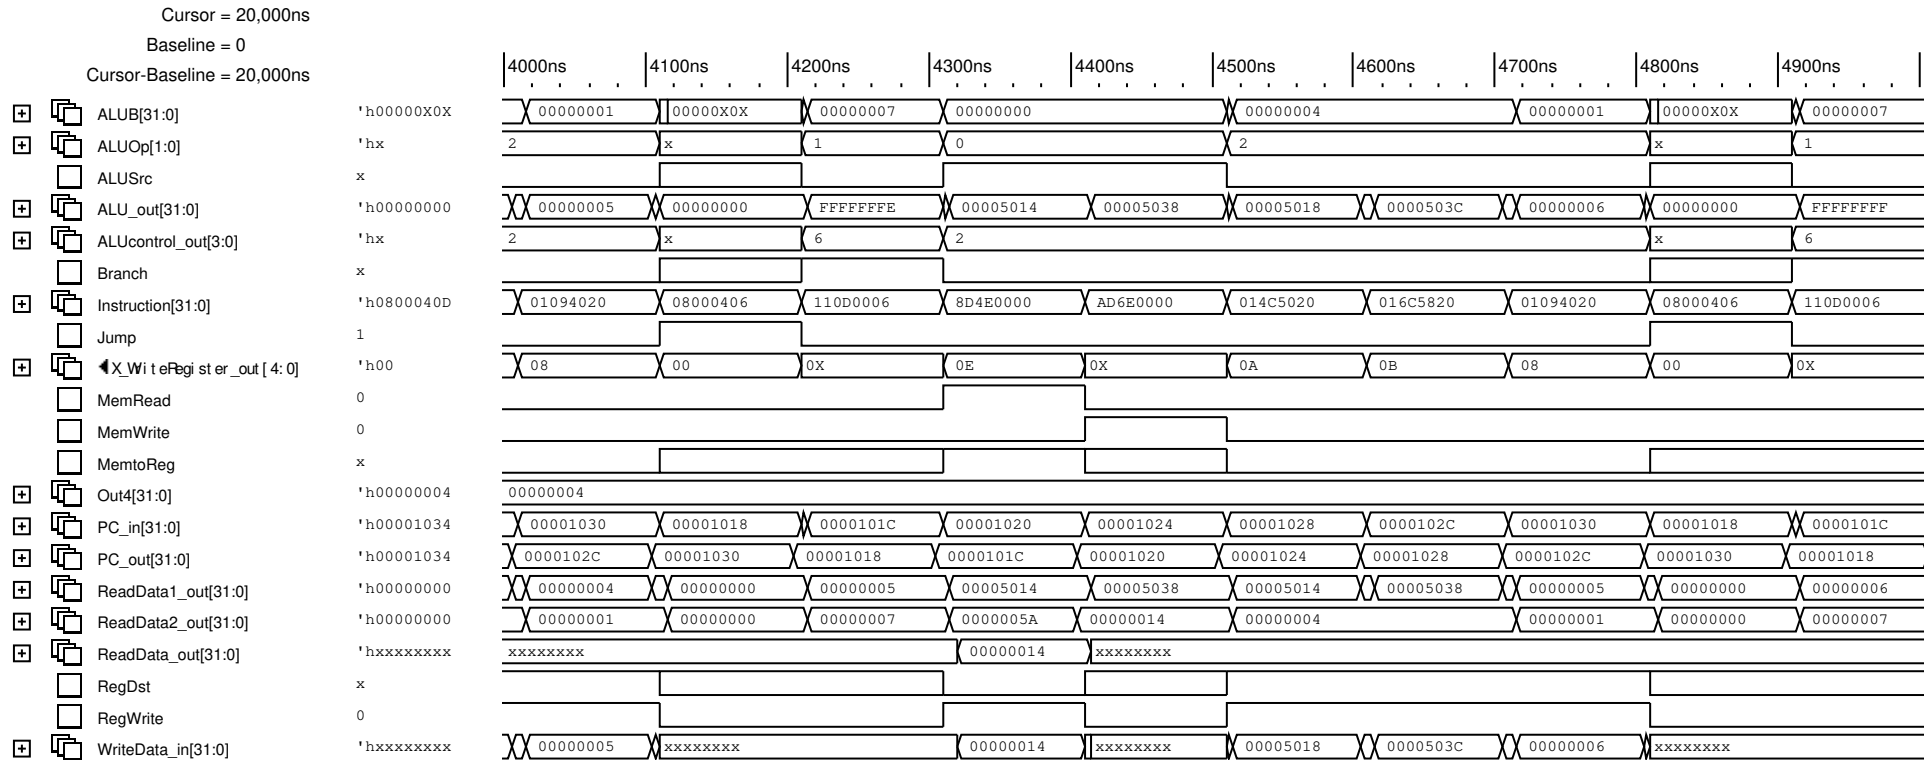 Cursor = 20,000ns
Baseline = 0
Cursor-Baseline = 20,000ns
4000ns 4100ns 4200ns 4300ns 4400ns 4500ns 4600ns 4700ns 4800ns 4900ns
ALUB[31:0] 'h00000X0X 00000001 00000X0X 00000007 00000000 00000004 00000001 00000X0X 00000007
ALUOp[1:0] 'hx 2 x 1 0 2 x 1
ALUSrc x
ALU_out[31:0] 'h00000000 00000005 00000000 FFFFFFFE 00005014 00005038 00005018 0000503C 00000006 00000000 FFFFFFFF
ALUcontrol_out[3:0] 'hx 2 x 6 2 x 6
Branch x
Instruction[31:0] 'h0800040D 01094020 08000406 110D0006 8D4E0000 AD6E0000 014C5020 016C5820 01094020 08000406 110D0006
Jump 1
X_WriteRegister_out[4:0] 'h00 08 00 0X 0E 0X 0A 0B 08 00 0X
MemRead 0
MemWrite 0
MemtoReg x
Out4[31:0] 'h00000004 00000004
PC_in[31:0] 'h00001034 00001030 00001018 0000101C 00001020 00001024 00001028 0000102C 00001030 00001018 0000101C
PC_out[31:0] 'h00001034 0000102C 00001030 00001018 0000101C 00001020 00001024 00001028 0000102C 00001030 00001018
ReadData1_out[31:0] 'h00000000 00000004 00000000 00000005 00005014 00005038 00005014 00005038 00000005 00000000 00000006
ReadData2_out[31:0] 'h00000000 00000001 00000000 00000007 0000005A 00000014 00000004 00000001 00000000 00000007
ReadData_out[31:0] 'hxxxxxxxx xxxxxxxx 00000014 xxxxxxxx
RegDst x
RegWrite 0
WriteData_in[31:0] 'hxxxxxxxx 00000005 xxxxxxxx 00000014 xxxxxxxx 00005018 0000503C 00000006 xxxxxxxx